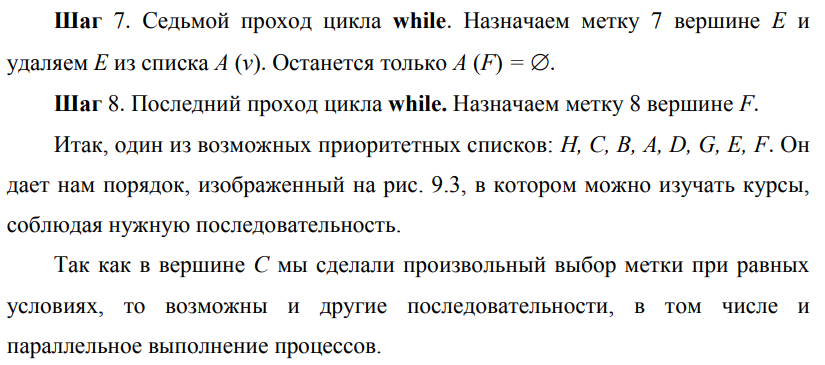 Шаг 7. Седьмой проход цикла while. Назначаем метку 7 вершине E и
удаляем E из списка A (v). Останется только A (F) = ∅.
Шаг 8. Последний проход цикла while. Назначаем метку 8 вершине F.
Итак, один из возможных приоритетных списков: H, C, B, A, D, G, E, F. Он
дает нам порядок, изображенный на рис. 9.3, в котором можно изучать курсы,
соблюдая нужную последовательность.
Так как в вершине C мы сделали произвольный выбор метки при равных
условиях, то возможны и другие последовательности, в том числе и
параллельное выполнение процессов.